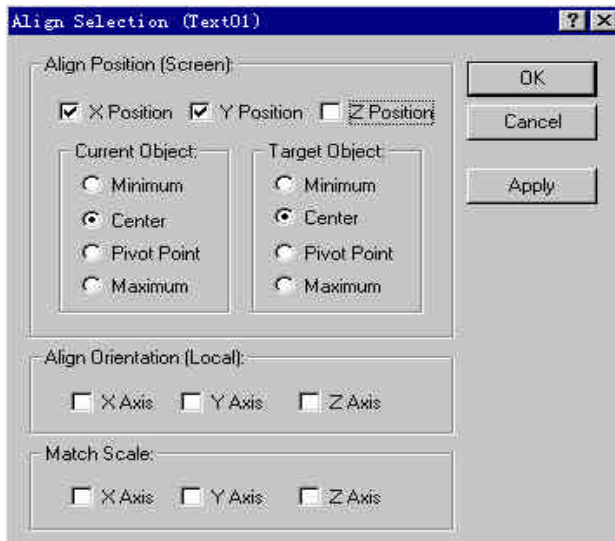 Align Selection (Text01)
Align Position (Screen):
X Position Y Position Z Position
OK
Cancel
Apply
Current Object:
Minimum
Center
Pivot Point
Maximum
Target Object:
Minimum
Center
Pivot Point
Maximum
Align Orientation (Local):
X Axis Y Axis Z Axis
Match Scale:
X Axis Y Axis Z Axis